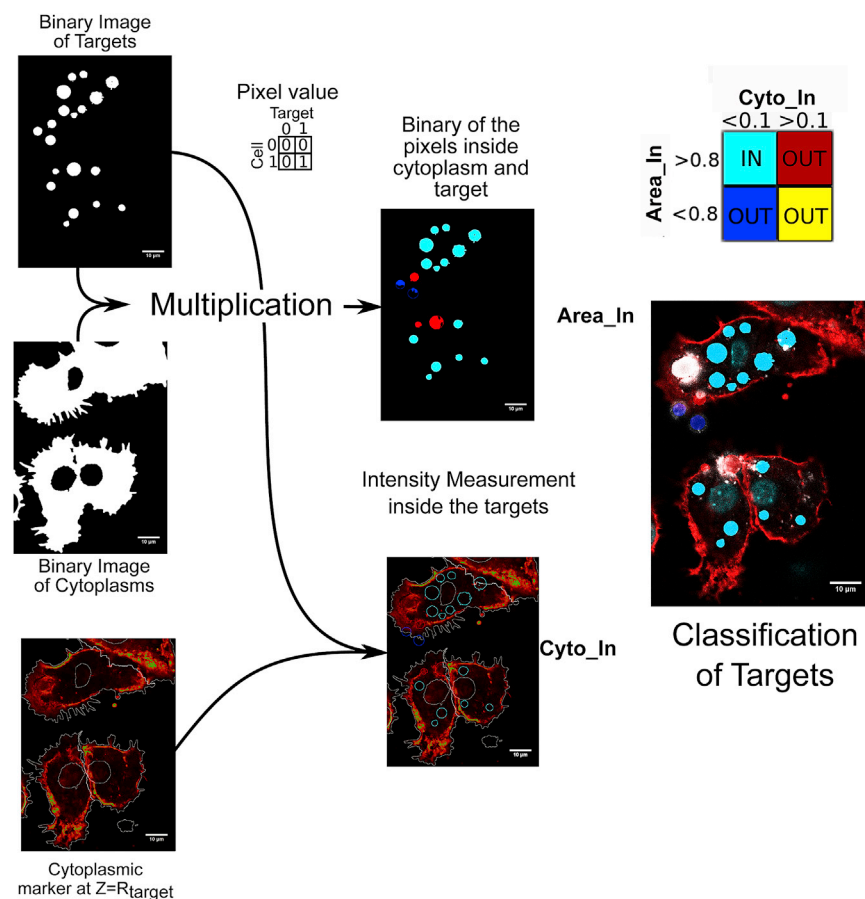 Binary Image
of Targets
10 µm
Pixel value
Target
0 1
Cell
0 0 0
1 0 1
Binary of the
pixels inside
cytoplasm and
target
Cyto_In
<0.1 >0.1
Area_In
>0.8 IN OUT
<0.8 OUT OUT
Multiplication
10 µm
Area_In
10 µm
Binary Image
of Cytoplasms
Intensity Measurement
inside the targets
10 µm
Cyto_In
10 µm
Classification
of Targets
10 µm
Cytoplasmic
marker at Z=Rtarget